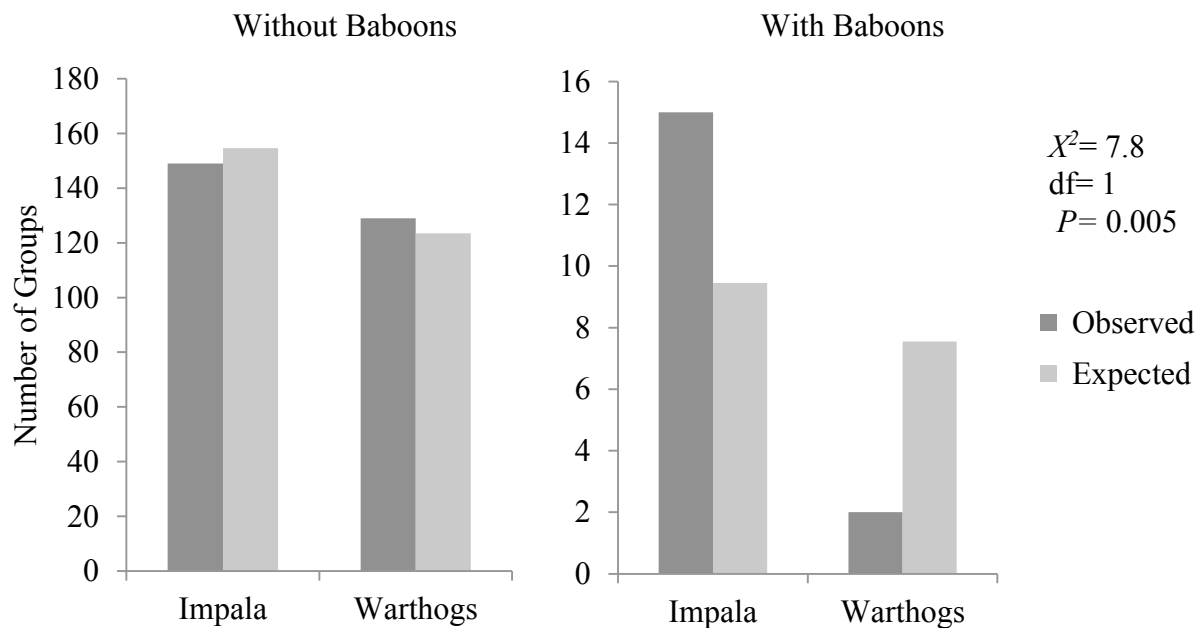 Without Baboons
With Baboons
Number of Groups
180
160
140
120
100
80
60
40
20
0
Impala
Warthogs
16
14
12
10
8
6
4
2
0
Impala
Warthogs
X²= 7.8
df= 1
P= 0.005
Observed
Expected